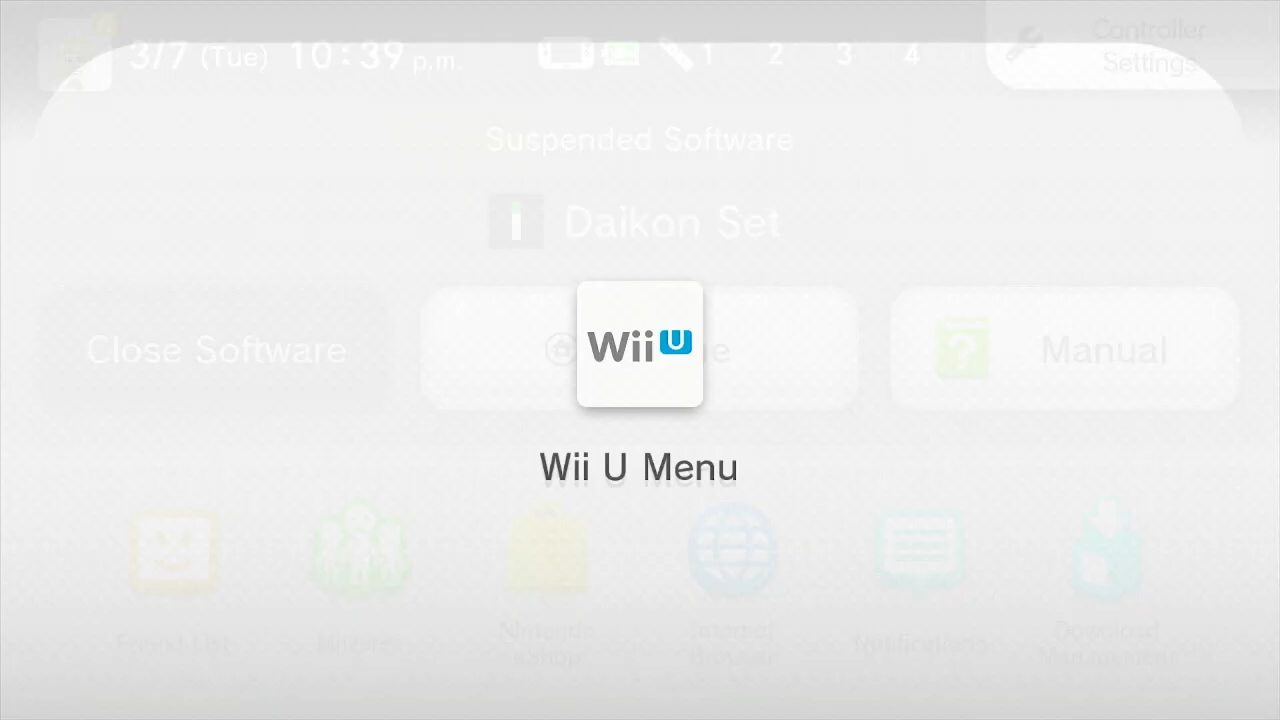 3/7 (Tue) 10:39 p.m.
1 2 3 4
Controller
Settings
Suspended Software
Daikon Set
Close Software
Manual
Wii U
Wii U Menu
Friend List
Miiverse
Nintendo
eShop
Internet
Browser
Notifications
Download
Management